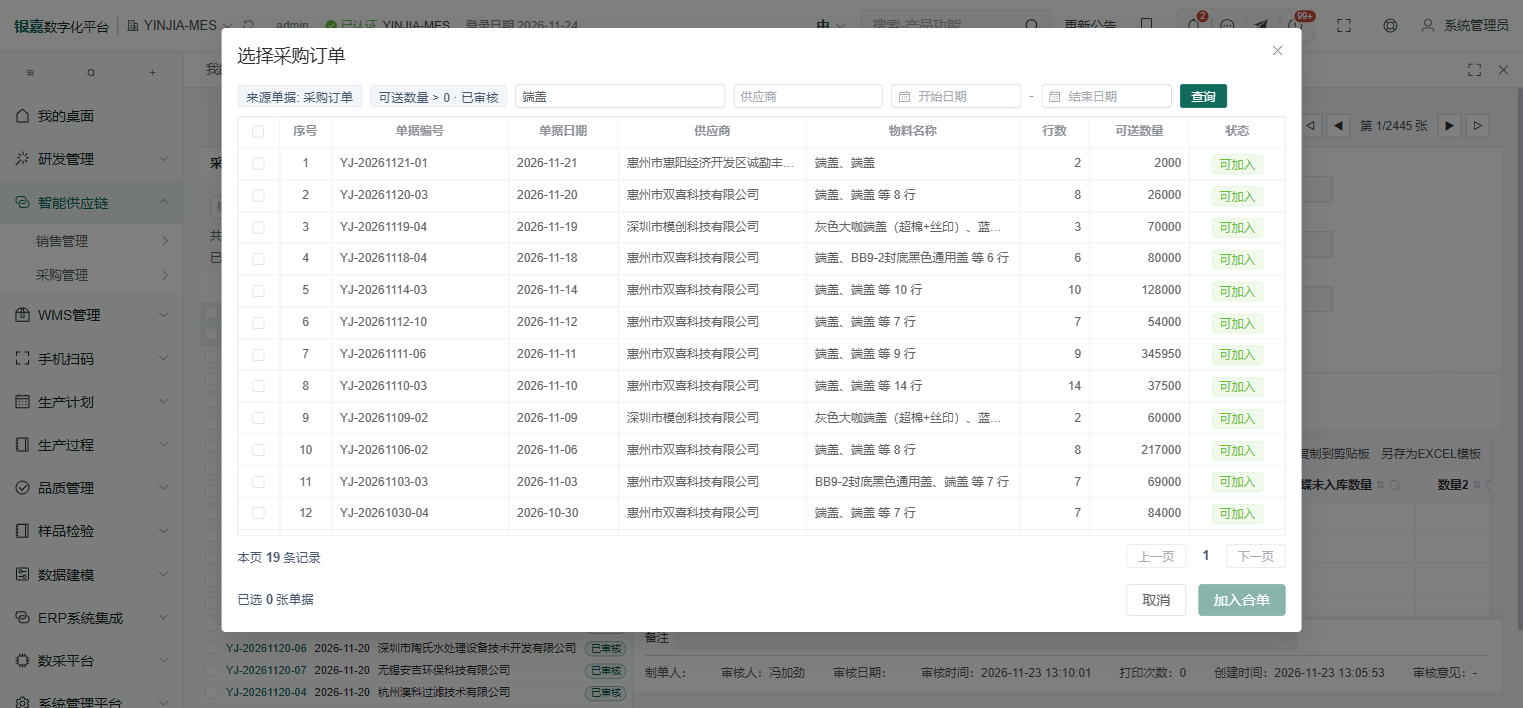 银嘉数字化平台 YINJIA-MES admin 已认证 YINJIA-MES 登录日期 2026-11-24 中 搜索-产品功能 更新公告 2 99+ 系统管理员
选择采购订单
来源单据: 采购订单 可送数量 > 0 · 已审核 端盖 供应商 开始日期 - 结束日期 查询
序号 单据编号 单据日期 供应商 物料名称 行数 可送数量 状态
1 YJ-20261121-01 2026-11-21 惠州市惠阳经济开发区诚勤丰... 端盖、端盖 2 2000 可加入
2 YJ-20261120-03 2026-11-20 惠州市双喜科技有限公司 端盖、端盖 等 8 行 8 26000 可加入
3 YJ-20261119-04 2026-11-19 深圳市模创科技有限公司 灰色大咖端盖（超棉+丝印）、蓝... 3 70000 可加入
4 YJ-20261118-04 2026-11-18 惠州市双喜科技有限公司 端盖、BB9-2封底黑色通用盖 等 6 行 6 80000 可加入
5 YJ-20261114-03 2026-11-14 惠州市双喜科技有限公司 端盖、端盖 等 10 行 10 128000 可加入
6 YJ-20261112-10 2026-11-12 惠州市双喜科技有限公司 端盖、端盖 等 7 行 7 54000 可加入
7 YJ-20261111-06 2026-11-11 惠州市双喜科技有限公司 端盖、端盖 等 9 行 9 345950 可加入
8 YJ-20261110-03 2026-11-10 惠州市双喜科技有限公司 端盖、端盖 等 14 行 14 37500 可加入
9 YJ-20261109-02 2026-11-09 深圳市模创科技有限公司 灰色大咖端盖（超棉+丝印）、蓝... 2 60000 可加入
10 YJ-20261106-02 2026-11-06 惠州市双喜科技有限公司 端盖、端盖 等 8 行 8 217000 可加入
11 YJ-20261103-03 2026-11-03 惠州市双喜科技有限公司 BB9-2封底黑色通用盖、端盖 等 7 行 7 69000 可加入
12 YJ-20261030-04 2026-10-30 惠州市双喜科技有限公司 端盖、端盖 等 7 行 7 84000 可加入
本页 19 条记录 上一页 1 下一页
已选 0 张单据 取消 加入合单
我的桌面
研发管理
智能供应链
销售管理
采购管理
WMS管理
手机扫码
生产计划
生产过程
品质管理
样品检验
数据建模
ERP系统集成
数采平台
系统管理平台
第 1/2445 张
复制到剪贴板 另存为EXCEL模板
数量2
YJ-20261120-06 2026-11-20 深圳市陶氏水处理设备技术开发有限公司 已审核
YJ-20261120-07 2026-11-20 无锡安吉环保科技有限公司 已审核
YJ-20261120-04 2026-11-20 杭州澳科过滤技术有限公司 已审核
备注
制单人: 审核人: 冯加劲 审核日期: 审核时间: 2026-11-23 13:10:01 打印次数: 0 创建时间: 2026-11-23 13:05:53 审核意见: -